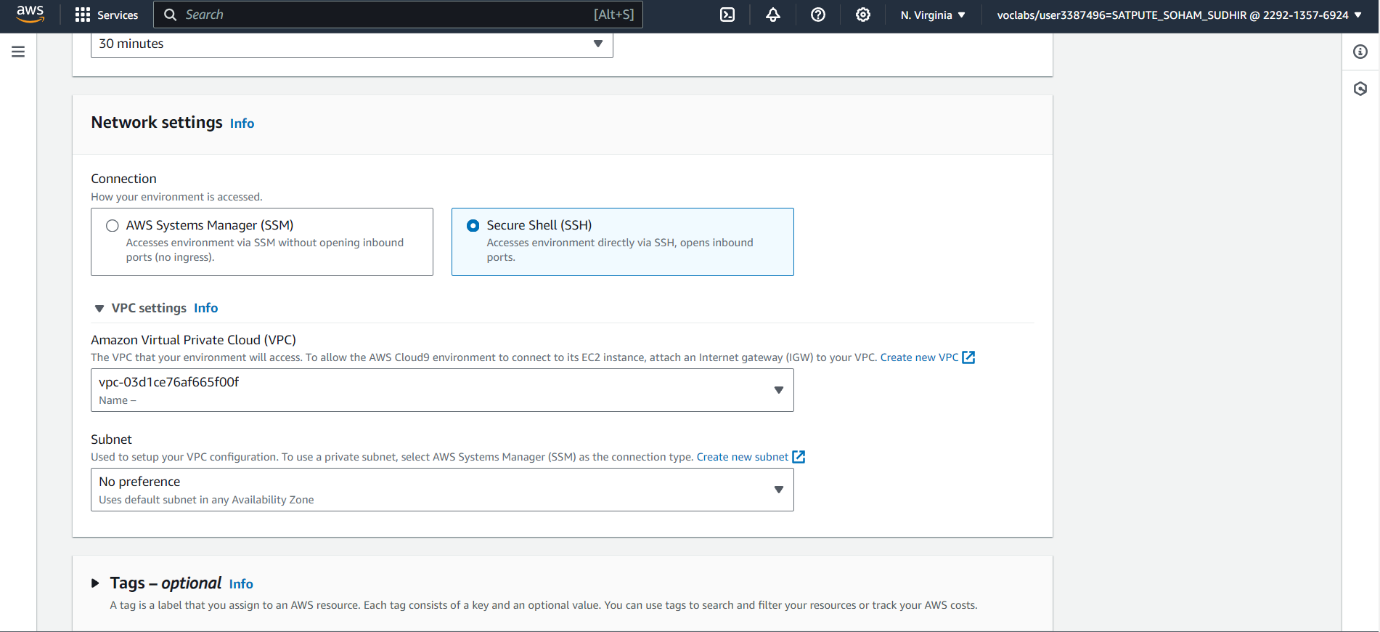 aws
Services
Search
[Alt+S]
N. Virginia
voclabs/user3387496=SATPUTE_SOHAM_SUDHIR @ 2292-1357-6924
30 minutes
Network settings Info
Connection
How your environment is accessed.
AWS Systems Manager (SSM)
Accesses environment via SSM without opening inbound
ports (no ingress).
Secure Shell (SSH)
Accesses environment directly via SSH, opens inbound
ports.
VPC settings Info
Amazon Virtual Private Cloud (VPC)
The VPC that your environment will access. To allow the AWS Cloud9 environment to connect to its EC2 instance, attach an Internet gateway (IGW) to your VPC. Create new VPC
vpc-03d1ce76af665f00f
Name –
Subnet
Used to setup your VPC configuration. To use a private subnet, select AWS Systems Manager (SSM) as the connection type. Create new subnet
No preference
Uses default subnet in any Availability Zone
Tags – optional Info
A tag is a label that you assign to an AWS resource. Each tag consists of a key and an optional value. You can use tags to search and filter your resources or track your AWS costs.